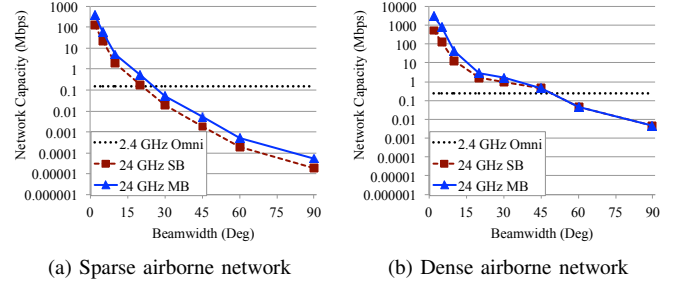 Network Capacity (Mbps)
1000
100
10
1
0.1
0.01
0.001
0.0001
0.00001
0.000001
2.4 GHz Omni
24 GHz SB
24 GHz MB
0 15 30 45 60 75 90
Beamwidth (Deg)
(a) Sparse airborne network
Network Capacity (Mbps)
10000
1000
100
10
1
0.1
0.01
0.001
0.0001
0.00001
0.000001
2.4 GHz Omni
24 GHz SB
24 GHz MB
0 15 30 45 60 75 90
Beamwidth (Deg)
(b) Dense airborne network